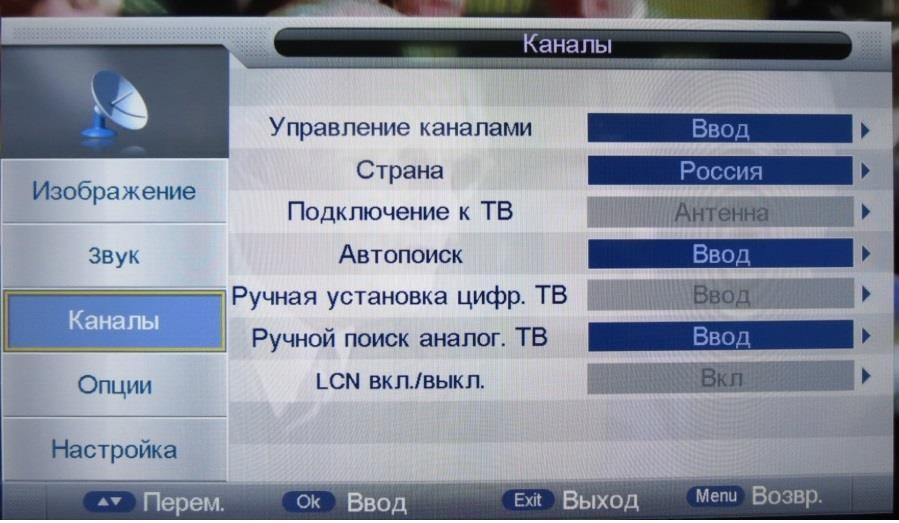 Каналы
Изображение
Звук
Каналы
Опции
Настройка
Управление каналами Ввод
Страна Россия
Подключение к ТВ Антенна
Автопоиск Ввод
Ручная установка цифр. ТВ Ввод
Ручной поиск аналог. ТВ Ввод
LCN вкл./выкл. Вкл
Перем. Ok Ввод Exit Выход Menu Возвр.